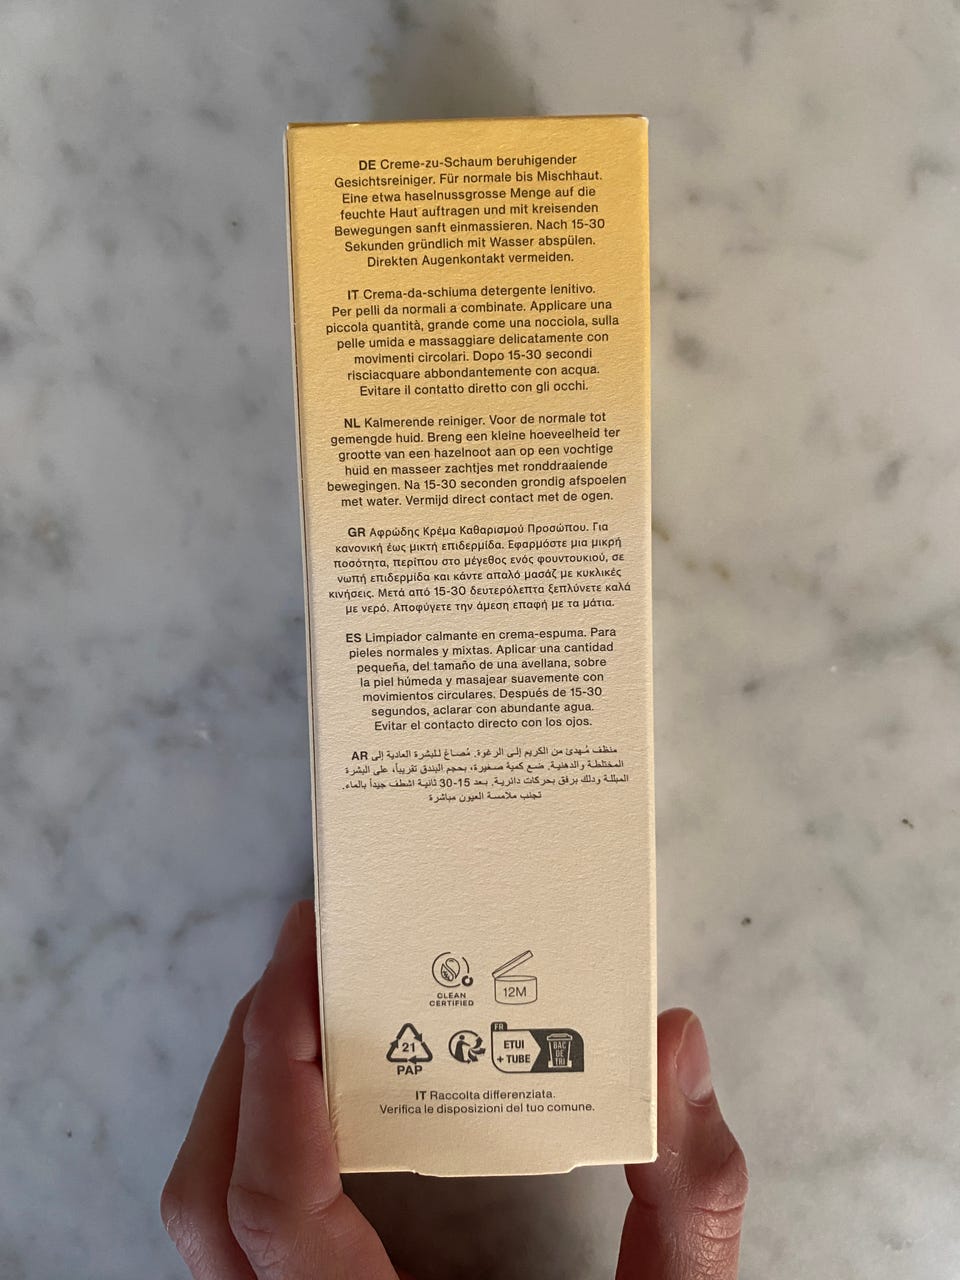 DE Creme-zu-Schaum beruhigender
Gesichtsreiniger. Für normale bis Mischhaut.
Eine etwa haselnussgrosse Menge auf die
feuchte Haut auftragen und mit kreisenden
Bewegungen sanft einmassieren. Nach 15-30
Sekunden gründlich mit Wasser abspülen.
Direkten Augenkontakt vermeiden.
IT Crema-da-schiuma detergente lenitivo.
Per pelli da normali a combinate. Applicare una
piccola quantità, grande come una nocciola, sulla
pelle umida e massaggiare delicatamente con
movimenti circolari. Dopo 15-30 secondi
risciacquare abbondantemente con acqua.
Evitare il contatto diretto con gli occhi.
NL Kalmerende reiniger. Voor de normale tot
gemengde huid. Breng een kleine hoeveelheid ter
grootte van een hazelnoot aan op een vochtige
huid en masseer zachtjes met ronddraaiende
bewegingen. Na 15-30 seconden grondig afspoelen
met water. Vermijd direct contact met de ogen.
GR Αφρώδης Κρέμα Καθαρισμού Προσώπου. Για
κανονική έως μικτή επιδερμίδα. Εφαρμόστε μια μικρή
ποσότητα, περίπου στο μέγεθος ενός φουντουκιού, σε
νωπή επιδερμίδα και κάντε απαλό μασάζ με κυκλικές
κινήσεις. Μετά από 15-30 δευτερόλεπτα ξεπλύνετε καλά
με νερό. Αποφύγετε την άμεση επαφή με τα μάτια.
ES Limpiador calmante en crema-espuma. Para
pieles normales y mixtas. Aplicar una cantidad
pequeña, del tamaño de una avellana, sobre
la piel húmeda y masajear suavemente con
movimientos circulares. Después de 15-30
segundos, aclarar con abundante agua.
Evitar el contacto directo con los ojos.
AR منظف مُهدئ من الكريم إلى الرغوة. مُصاغ للبشرة العادية إلى
المختلطة والدهنية. ضع كمية صغيرة، بحجم البندق تقريباً، على البشرة
المبللة ودلك برفق بحركات دائرية. بعد 15-30 ثانية اشطف جيداً بالماء.
تجنب ملامسة العيون مباشرة
CLEAN
CERTIFIED
12M
21
PAP
FR
ETUI
+ TUBE
BAC
DE
TRI
IT Raccolta differenziata.
Verifica le disposizioni del tuo comune.